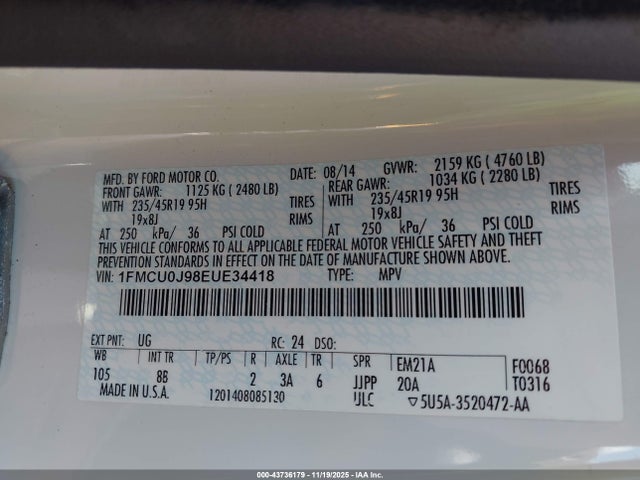 MFD. BY FORD MOTOR CO. DATE: 08/14 GVWR: 2159 KG ( 4760 LB)
FRONT GAWR: 1125 KG ( 2480 LB) REAR GAWR: 1034 KG ( 2280 LB)
WITH 235/45R19 95H TIRES WITH 235/45R19 95H TIRES
19x8J RIMS 19x8J RIMS
AT 250 kPa/ 36 PSI COLD AT 250 kPa/ 36 PSI COLD
THIS VEHICLE CONFORMS TO ALL APPLICABLE FEDERAL MOTOR VEHICLE SAFETY AND THEFT
PREVENTION STANDARDS IN EFFECT ON THE DATE OF MANUFACTURE SHOWN ABOVE.
VIN: 1FMCU0J98EUE34418 TYPE: MPV
EXT PNT: UG RC: 24 DSO:
WB INT TR TP/PS R AXLE TR SPR EM21A F0068
105 8B 2 3A 6 JJPP 20A T0316
MADE IN U.S.A. 1201408085130 ULC ▽5U5A-3520472-AA
000-43736179 - 11/19/2025 - IAA Inc.